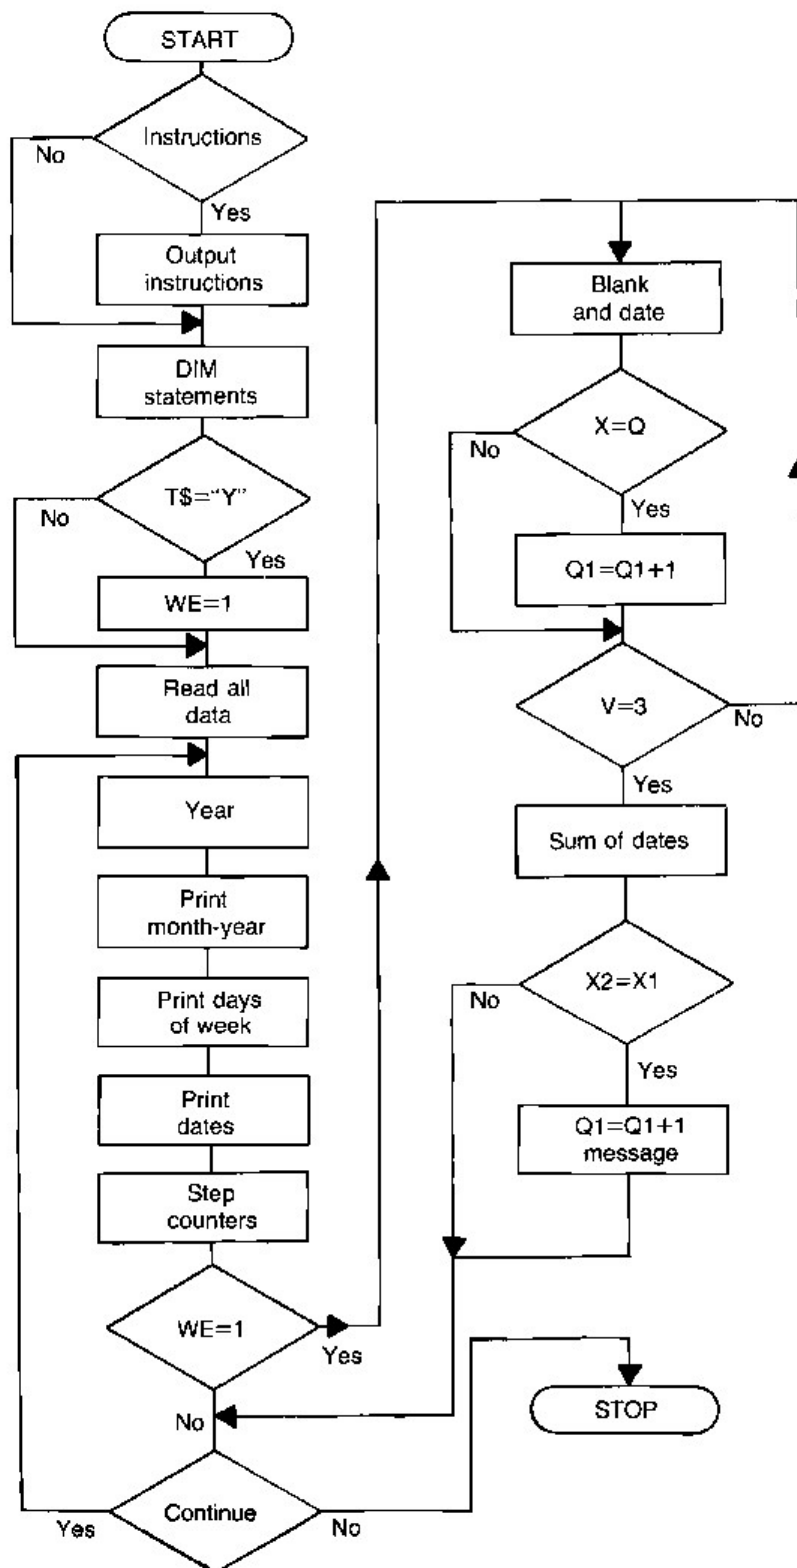 START
Instructions
No
Yes
Output
instructions
DIM
statements
T$="Y"
No
Yes
WE=1
Read all
data
Year
Print
month-year
Print days
of week
Print
dates
Step
counters
WE=1
Yes
No
Continue
Yes
No
Blank
and date
X=Q
No
Yes
Q1=Q1+1
V=3
No
Yes
Sum of dates
X2=X1
No
Yes
Q1=Q1+1
message
STOP